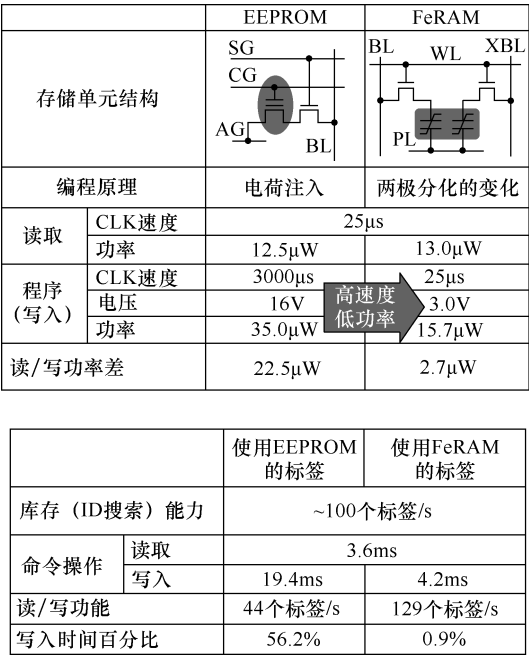 EEPROM FeRAM
存储单元结构
SG
CG
AG
BL
BL WL XBL
PL
编程原理 电荷注入 两极分化的变化
读取 CLK速度 25μs
功率 12.5μW 13.0μW
程序
(写入)
CLK速度 3000μs 25μs
电压 16V 3.0V
功率 35.0μW 15.7μW
高速度
低功率
读/写功率差 22.5μW 2.7μW
使用EEPROM
的标签
使用FeRAM
的标签
库存（ID搜索）能力 ~100个标签/s
命令操作 读取 3.6ms
写入 19.4ms 4.2ms
读/写功能 44个标签/s 129个标签/s
写入时间百分比 56.2% 0.9%